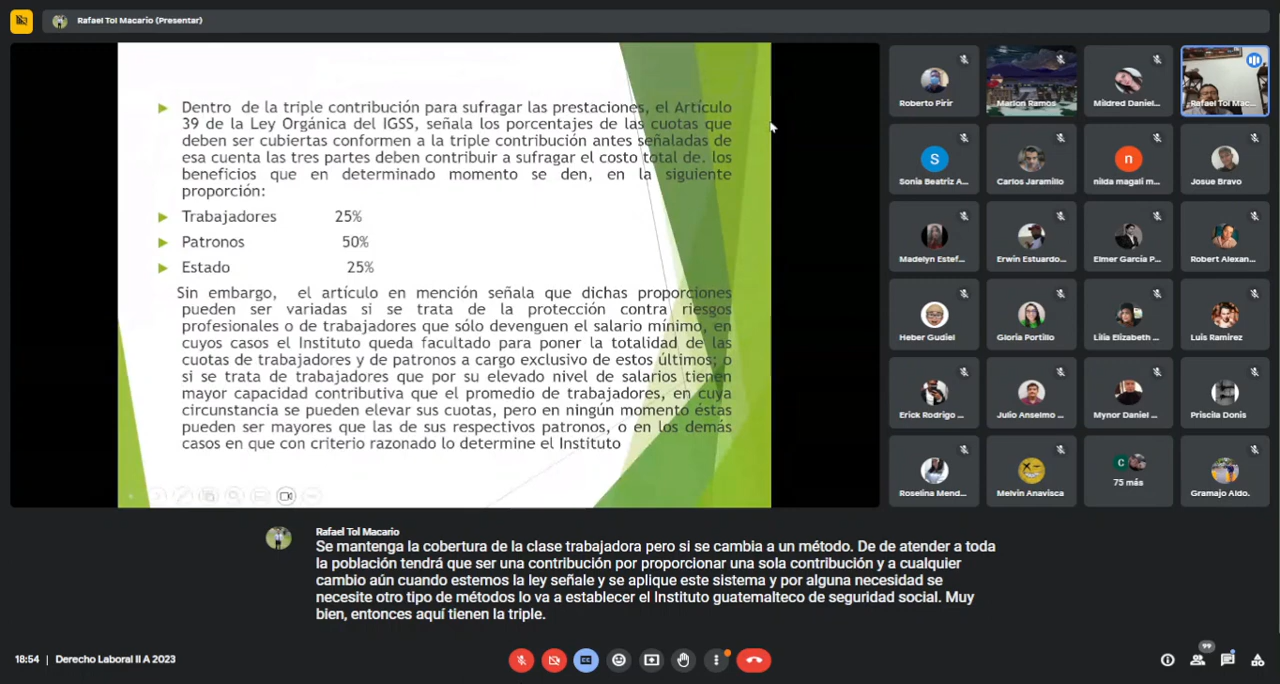 Rafael Tol Macario (Presentar)
Dentro de la triple contribución para sufragar las prestaciones, el Artículo
39 de la Ley Orgánica del IGSS, señala los porcentajes de las cuotas que
deben ser cubiertas conformen a la triple contribución antes señaladas de
esa cuenta las tres partes deben contribuir a sufragar el costo total de. los
beneficios que en determinado momento se den, en la siguiente
proporción:
Trabajadores 25%
Patronos 50%
Estado 25%
Sin embargo, el artículo en mención señala que dichas proporciones
pueden ser variadas si se trata de la protección contra riesgos
profesionales o de trabajadores que sólo devenguen el salario mínimo, en
cuyos casos el Instituto queda facultado para poner la totalidad de las
cuotas de trabajadores y de patronos a cargo exclusivo de estos últimos; o
si se trata de trabajadores que por su elevado nivel de salarios tienen
mayor capacidad contributiva que el promedio de trabajadores, en cuya
circunstancia se pueden elevar sus cuotas, pero en ningún momento éstas
pueden ser mayores que las de sus respectivos patronos, o en los demás
casos en que con criterio razonado lo determine el Instituto
Roberto Pirir
Marlon Ramos
Mildred Daniel...
Rafael Tol Mac...
S
Sonia Beatriz A...
Carlos Jaramillo
n
nilda magali m...
Josue Bravo
Madelyn Estef...
Erwin Estuardo...
Elmer García P...
Robert Alexan...
Heber Gudiel
Gloria Portillo
Lilia Elizabeth ...
Luis Ramirez
Erick Rodrigo ...
Julio Anselmo ...
Mynor Daniel ...
Priscila Donis
Roselina Mend...
Melvin Anavisca
C
75 más
Gramajo Aldo.
Rafael Tol Macario
Se mantenga la cobertura de la clase trabajadora pero si se cambia a un método. De de atender a toda
la población tendrá que ser una contribución por proporcionar una sola contribución y a cualquier
cambio aún cuando estemos la ley señale y se aplique este sistema y por alguna necesidad se
necesite otro tipo de métodos lo va a establecer el Instituto guatemalteco de seguridad social. Muy
bien, entonces aquí tienen la triple.
18:54 | Derecho Laboral II A 2023
CC
99